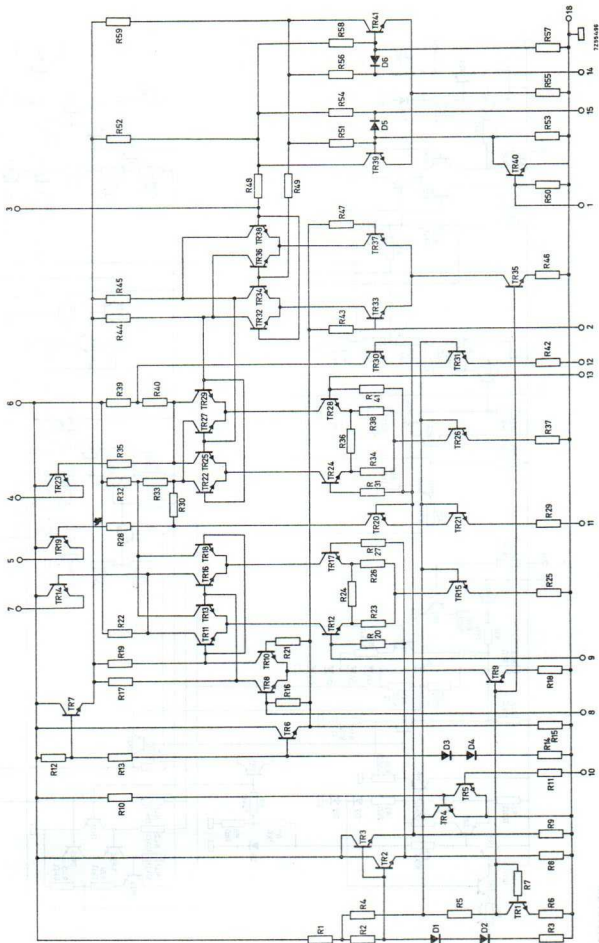 7 5 4 6 3
TR14 TR19 TR23
R12 TR7
R10 R13 R17 R19 R22 R28 R32 R35 R39 R44 R45 R52 R59
R33 R40
R30
TR11 TR13 TR16 TR18 TR22 TR25 TR27 TR29 TR32 TR34 TR36 TR38 R48
R49
TR8 TR10
R16 R21
TR6
R1
R4
R2
TR3
TR2
TR12 TR17 TR20 TR24 TR28 TR30 TR33 TR37
R43 R47
R24 R36
R20 R23 R26 R27 R31 R34 R38 R41
R51 R54 R56 R58
TR39 D5 D6 TR41
D1 R5
D2
TR1 R7
TR4
TR5
D3
D4
TR9 TR15 TR21 TR26 TR31 TR35
TR40
R50
R3 R6 R8 R9 R11 R14 R15 R18 R25 R29 R37 R42 R46 R53 R55 R57
10 8 9 11 13 12 2 1 15 14 18